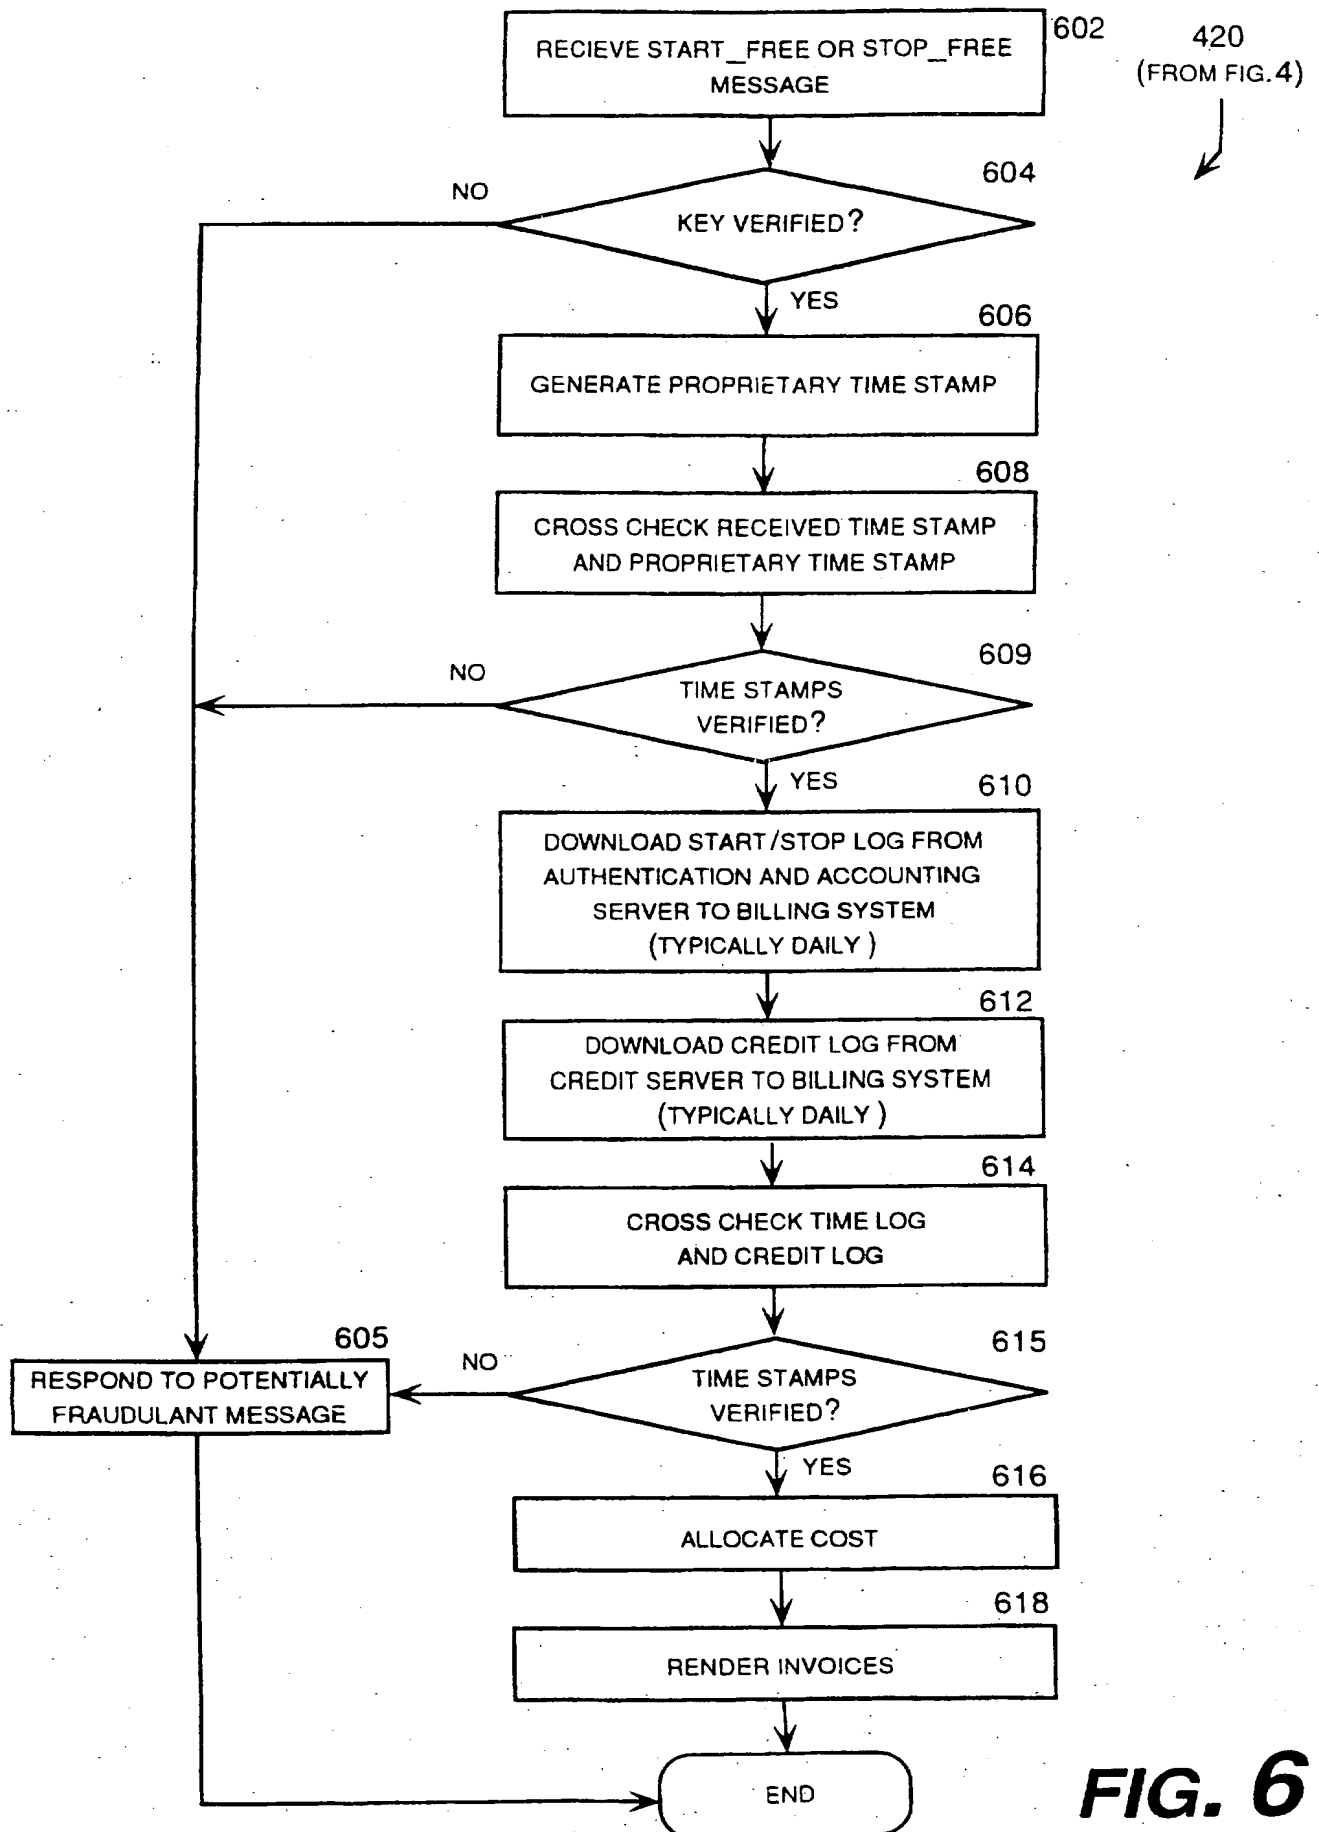 602
RECIEVE START_FREE OR STOP_FREE
MESSAGE
420
(FROM FIG.4)
604
NO
KEY VERIFIED?
YES
606
GENERATE PROPRIETARY TIME STAMP
608
CROSS CHECK RECEIVED TIME STAMP
AND PROPRIETARY TIME STAMP
609
NO
TIME STAMPS
VERIFIED?
YES
610
DOWNLOAD START/STOP LOG FROM
AUTHENTICATION AND ACCOUNTING
SERVER TO BILLING SYSTEM
(TYPICALLY DAILY)
612
DOWNLOAD CREDIT LOG FROM
CREDIT SERVER TO BILLING SYSTEM
(TYPICALLY DAILY)
614
CROSS CHECK TIME LOG
AND CREDIT LOG
605
RESPOND TO POTENTIALLY
FRAUDULANT MESSAGE
NO
615
TIME STAMPS
VERIFIED?
YES
616
ALLOCATE COST
618
RENDER INVOICES
END
FIG. 6